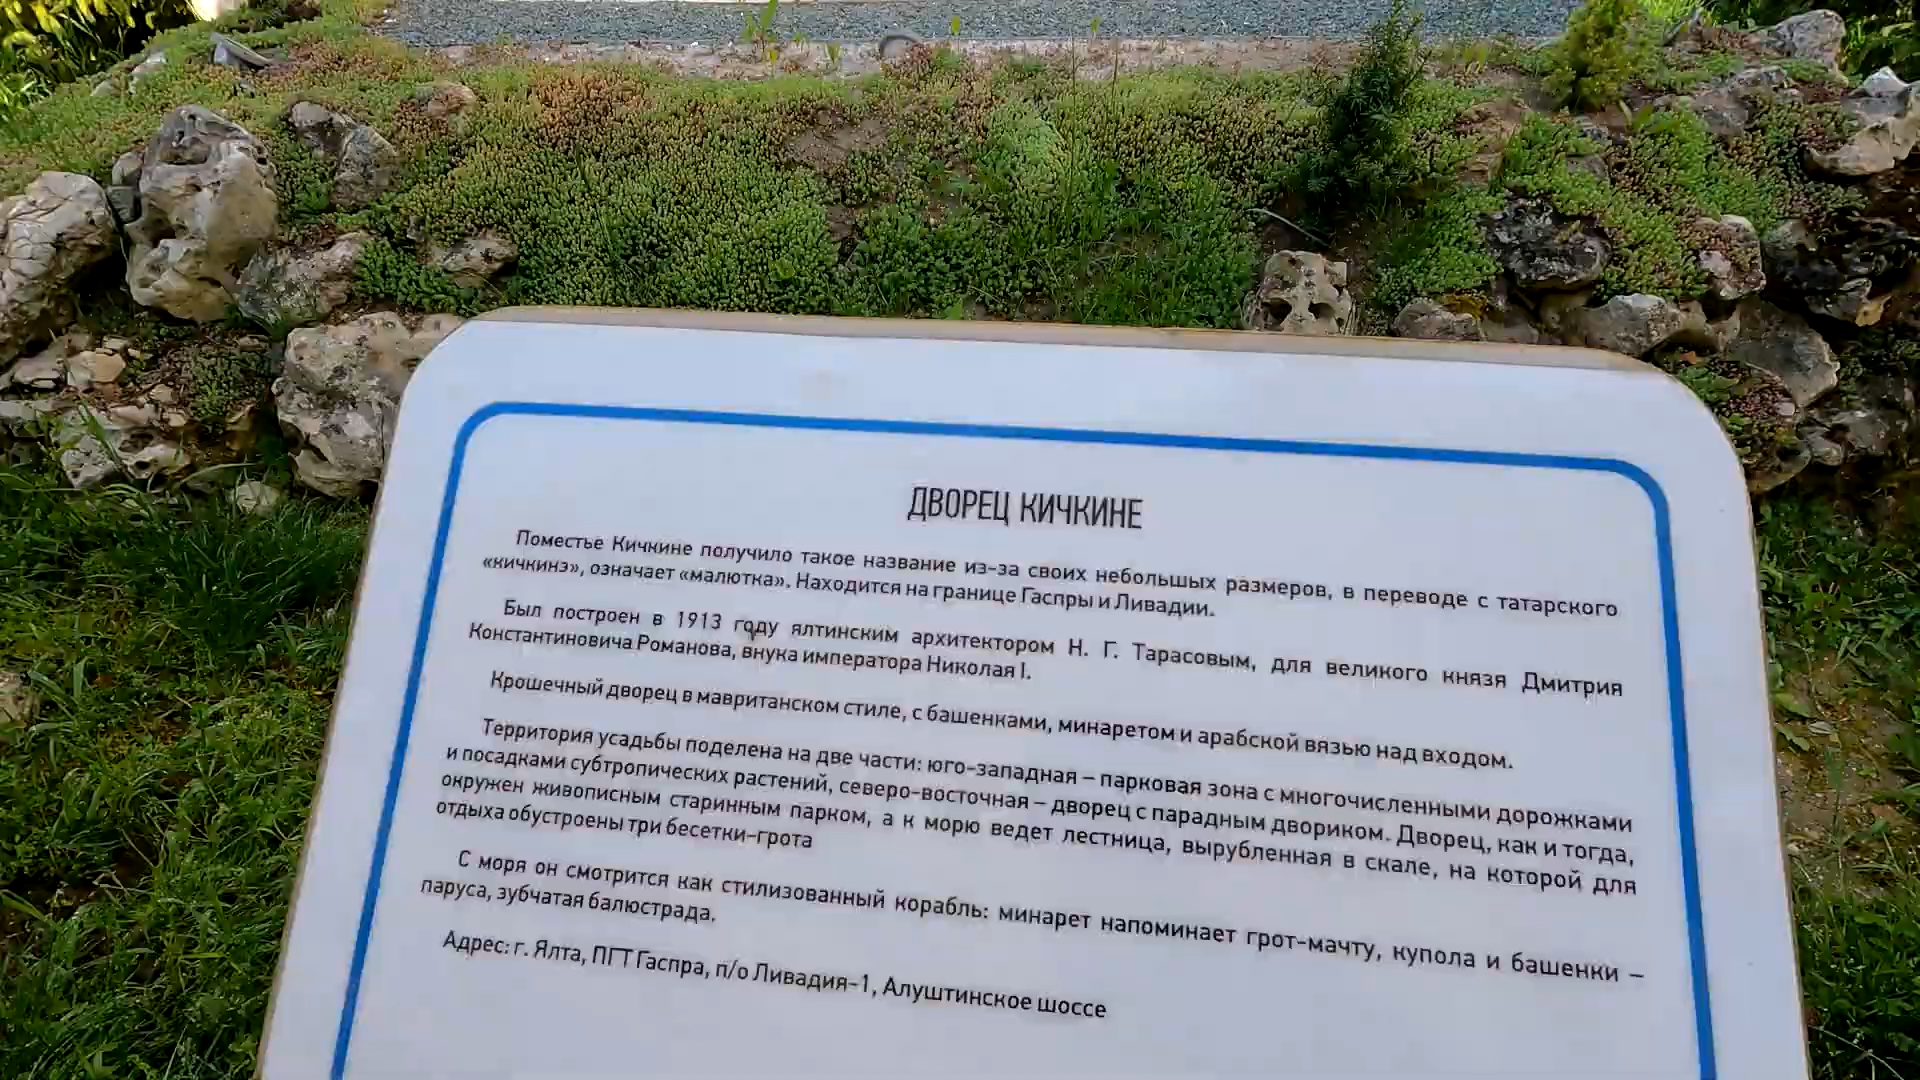 ДВОРЕЦ КИЧКИНЕ
Поместье Кичкине получило такое название из-за своих небольших размеров, в переводе с татарского
«кичкинэ», означает «малютка». Находится на границе Гаспры и Ливадии.
Был построен в 1913 году ялтинским архитектором Н. Г. Тарасовым, для великого князя Дмитрия
Константиновича Романова, внука императора Николая I.
Крошечный дворец в мавританском стиле, с башенками, минаретом и арабской вязью над входом.
Территория усадьбы поделена на две части: юго-западная – парковая зона с многочисленными дорожками
и посадками субтропических растений, северо-восточная – дворец с парадным двориком. Дворец, как и тогда,
окружен живописным старинным парком, а к морю ведет лестница, вырубленная в скале, на которой для
отдыха обустроены три беcетки-грота
С моря он смотрится как стилизованный корабль: минарет напоминает грот-мачту, купола и башенки –
паруса, зубчатая балюстрада.
Адрес: г. Ялта, ПГТ Гаспра, п/о Ливадия-1, Алуштинское шоссе